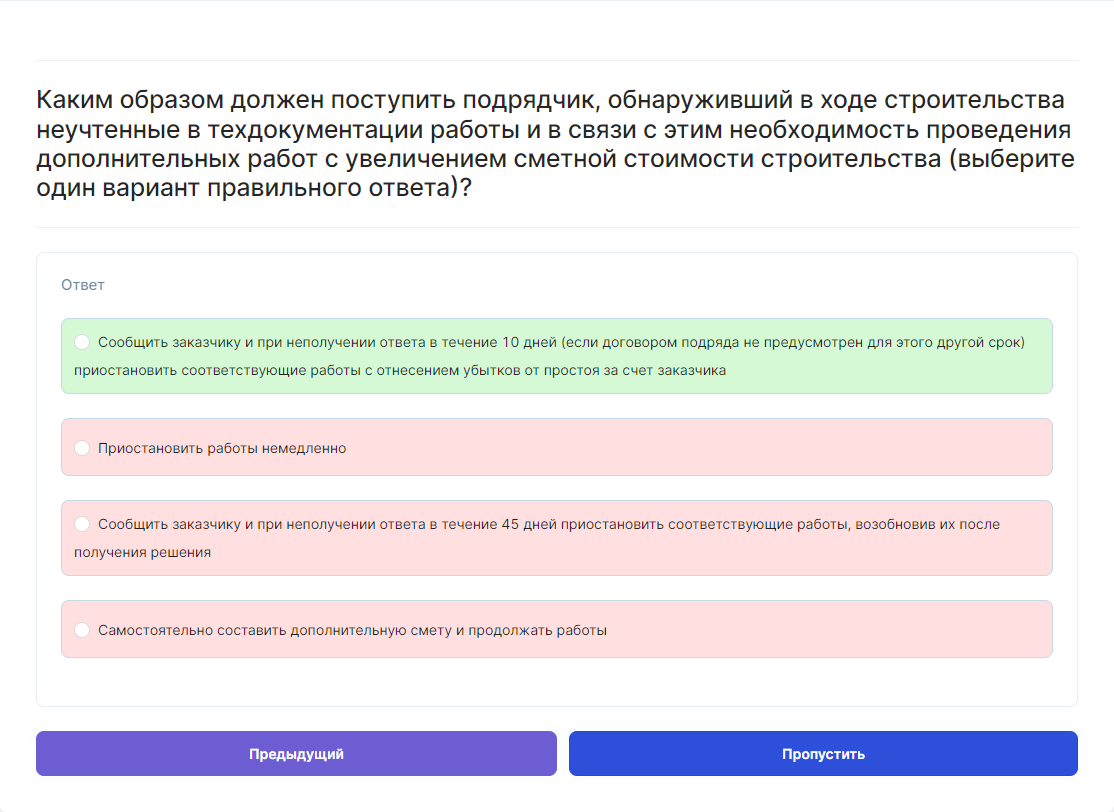 Каким образом должен поступить подрядчик, обнаруживший в ходе строительства
неучтенные в техдокументации работы и в связи с этим необходимость проведения
дополнительных работ с увеличением сметной стоимости строительства (выберите
один вариант правильного ответа)?
Ответ
Сообщить заказчику и при неполучении ответа в течение 10 дней (если договором подряда не предусмотрен для этого другой срок)
приостановить соответствующие работы с отнесением убытков от простоя за счет заказчика
Приостановить работы немедленно
Сообщить заказчику и при неполучении ответа в течение 45 дней приостановить соответствующие работы, возобновив их после
получения решения
Самостоятельно составить дополнительную смету и продолжать работы
Предыдущий
Пропустить